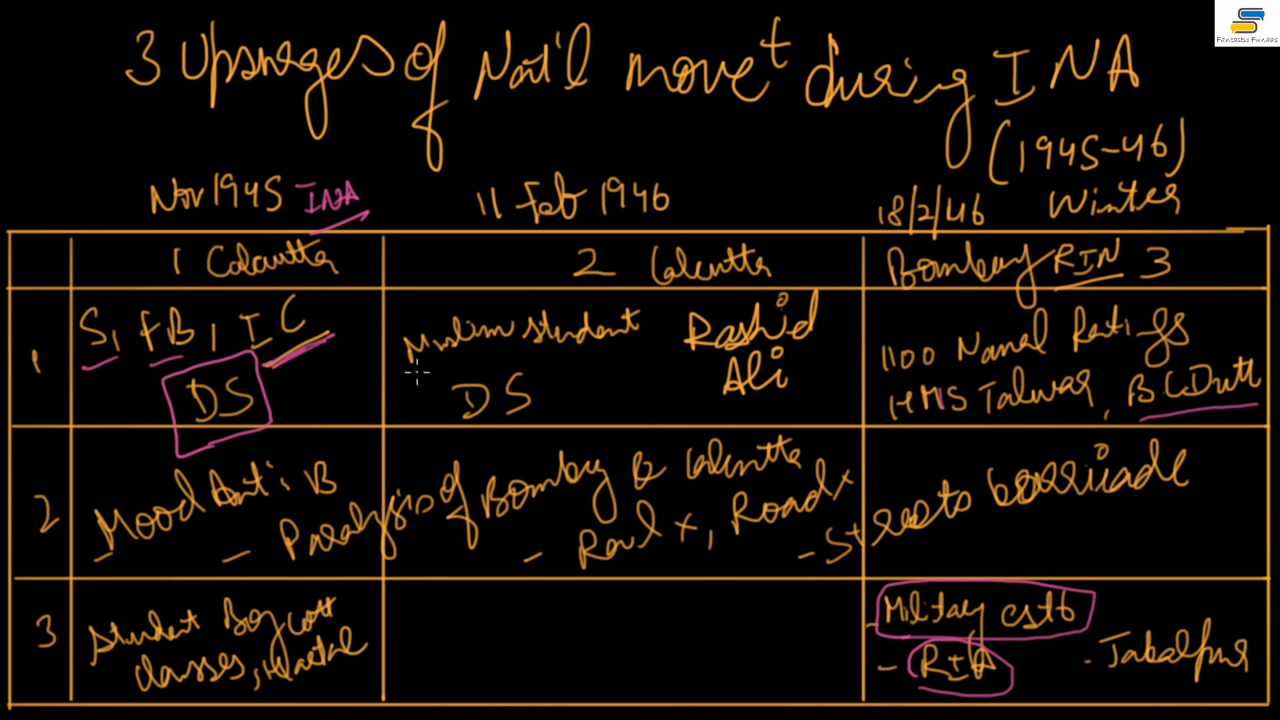 Fantastic Fundas
3 Upsurges of Nat'l movet during INA
(1945-46)
Nov 1945 INA
11 Feb 1946
18/2/46 Winter
1 Calcutta
2 Calcutta
Bombay RIN 3
1
S, FB, IC
DS
Muslim student Rashid Ali
DS
1100 Naval Ratings
HMS Talwar, BC Dutt
2
- Mood Anti B
- Paralysis of Bombay & Calcutta
- Rail x, Road x
- Streets barricade
3
Student Boycott
classes, Hartal
- Military estb
- RIA
- Jabalpur